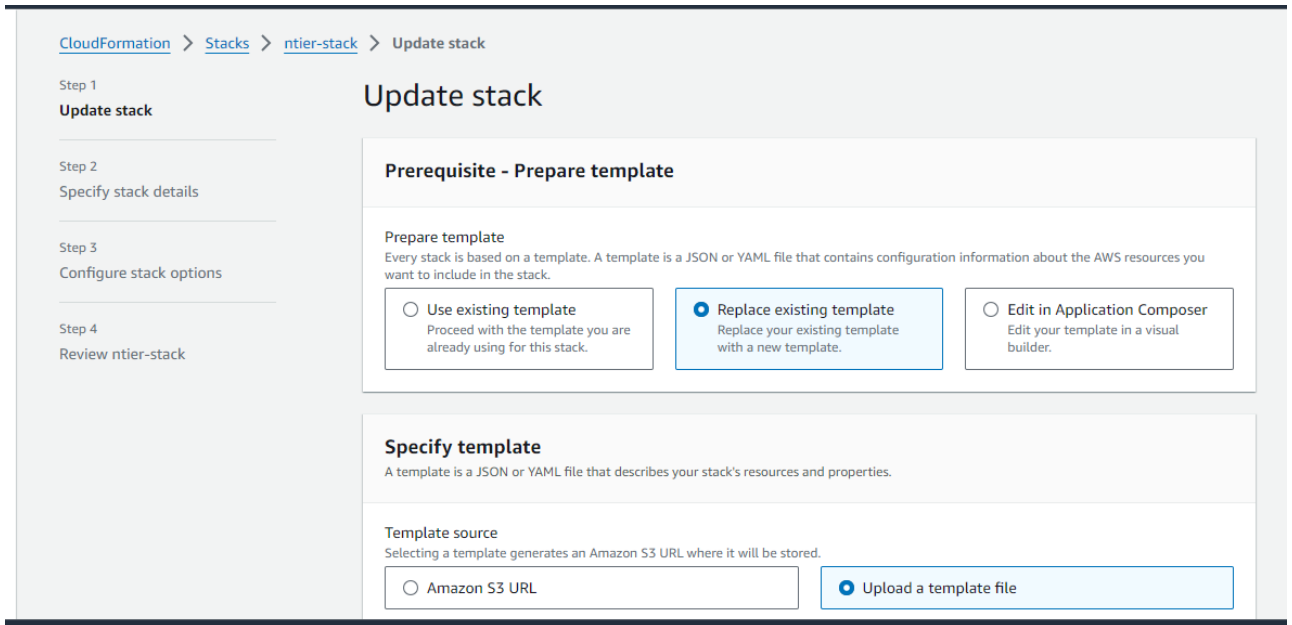 CloudFormation > Stacks > ntier-stack > Update stack
Step 1
Update stack
Step 2
Specify stack details
Step 3
Configure stack options
Step 4
Review ntier-stack
Update stack
Prerequisite - Prepare template
Prepare template
Every stack is based on a template. A template is a JSON or YAML file that contains configuration information about the AWS resources you
want to include in the stack.
Use existing template
Proceed with the template you are
already using for this stack.
Replace existing template
Replace your existing template
with a new template.
Edit in Application Composer
Edit your template in a visual
builder.
Specify template
A template is a JSON or YAML file that describes your stack's resources and properties.
Template source
Selecting a template generates an Amazon S3 URL where it will be stored.
Amazon S3 URL
Upload a template file